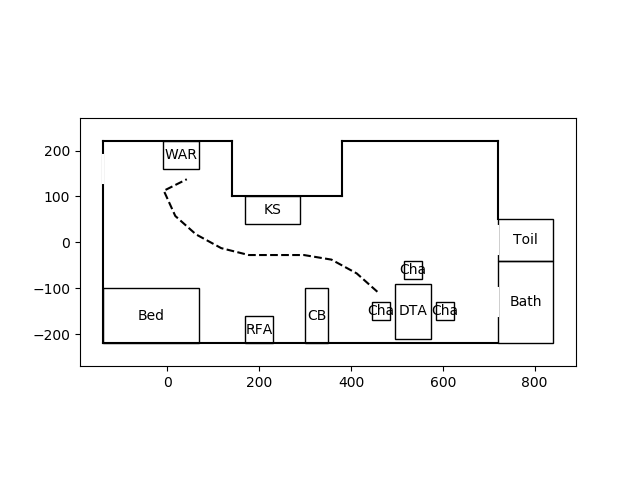 200
100
0
−100
−200
WAR
KS
Toil
Cha
Bed
RFA
CB
Cha
DTA
Cha
Bath
0
200
400
600
800